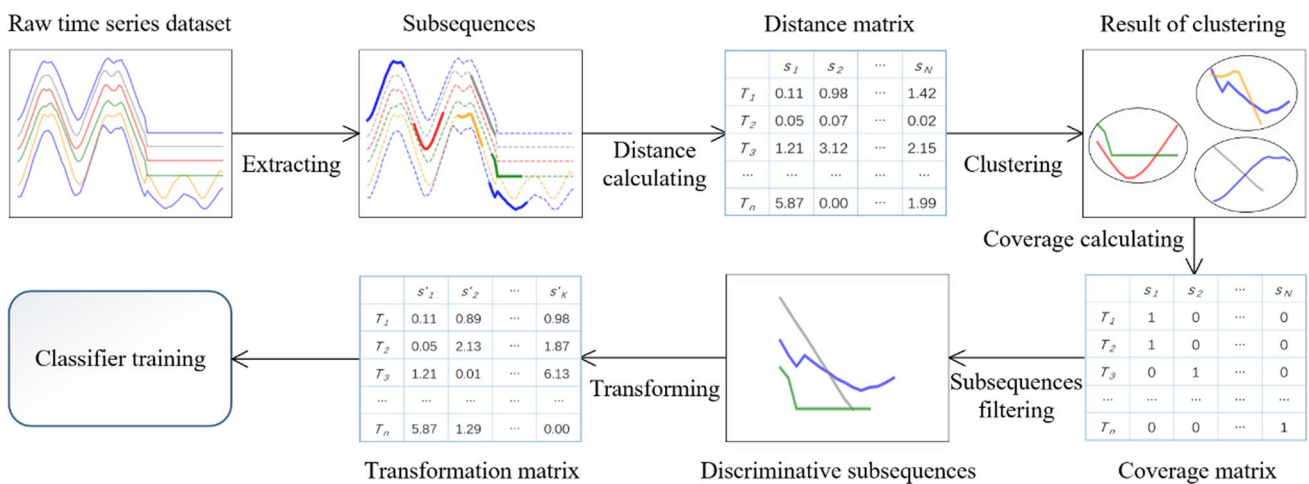 Raw time series dataset
Subsequences
Distance matrix
Result of clustering
s1 s2 ... sN
T1 0.11 0.98 ... 1.42
T2 0.05 0.07 ... 0.02
T3 1.21 3.12 ... 2.15
... ... ... ... ...
Tn 5.87 0.00 ... 1.99
Extracting
Distance
calculating
Clustering
Coverage calculating
Classifier training
s'1 s'2 ... s'K
T1 0.11 0.89 ... 0.98
T2 0.05 2.13 ... 1.87
T3 1.21 0.01 ... 6.13
... ... ... ... ...
Tn 5.87 1.29 ... 0.00
Transforming
Subsequences
filtering
s1 s2 ... sN
T1 1 0 ... 0
T2 1 0 ... 0
T3 0 1 ... 0
... ... ... ... ...
Tn 0 0 ... 1
Transformation matrix
Discriminative subsequences
Coverage matrix